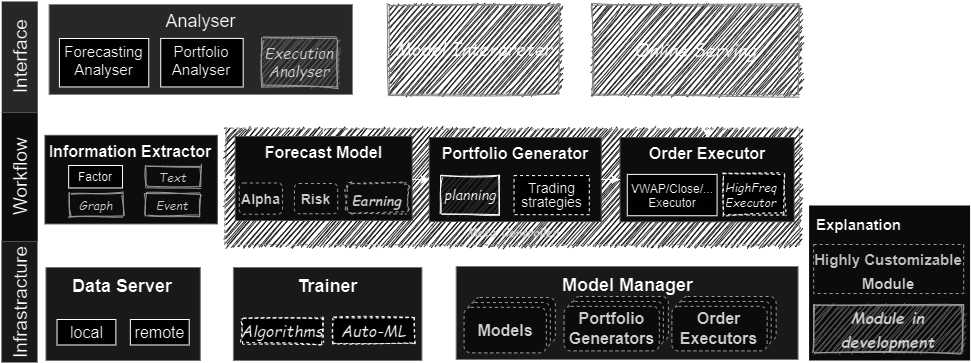 Interface
Analyser
Forecasting
Analyser
Portfolio
Analyser
Execution
Analyser
Model Interpreter
Online Serving
Workflow
Information Extractor
Factor
Text
Graph
Event
Forecast Model
Alpha
Risk
Earning
Portfolio Generator
planning
Trading
strategies
Order Executor
VWAP/Close/...
Executor
HighFreq
Executor
Infrastracture
Data Server
local
remote
Trainer
Algorithms
Auto-ML
Model Manager
Models
Portfolio
Generators
Order
Executors
Explanation
Highly Customizable
Module
Module in
development